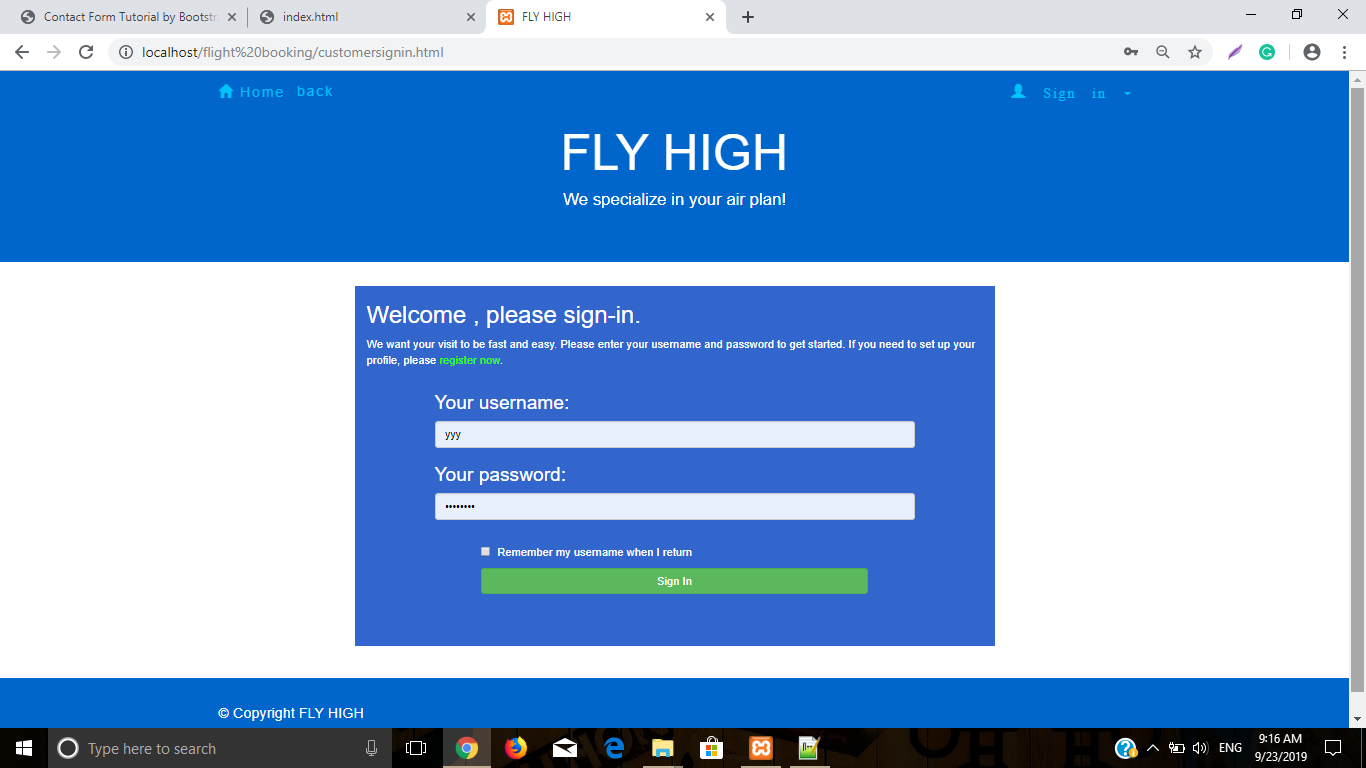 Contact Form Tutorial by Bootstr
index.html
FLY HIGH
localhost/flight%20booking/customersignin.html
Home back
Sign in
FLY HIGH
We specialize in your air plan!
Welcome , please sign-in.
We want your visit to be fast and easy. Please enter your username and password to get started. If you need to set up your
profile, please register now.
Your username:
yyy
Your password:
••••••••
Remember my username when I return
Sign In
© Copyright FLY HIGH
Type here to search
ENG
9:16 AM
9/23/2019